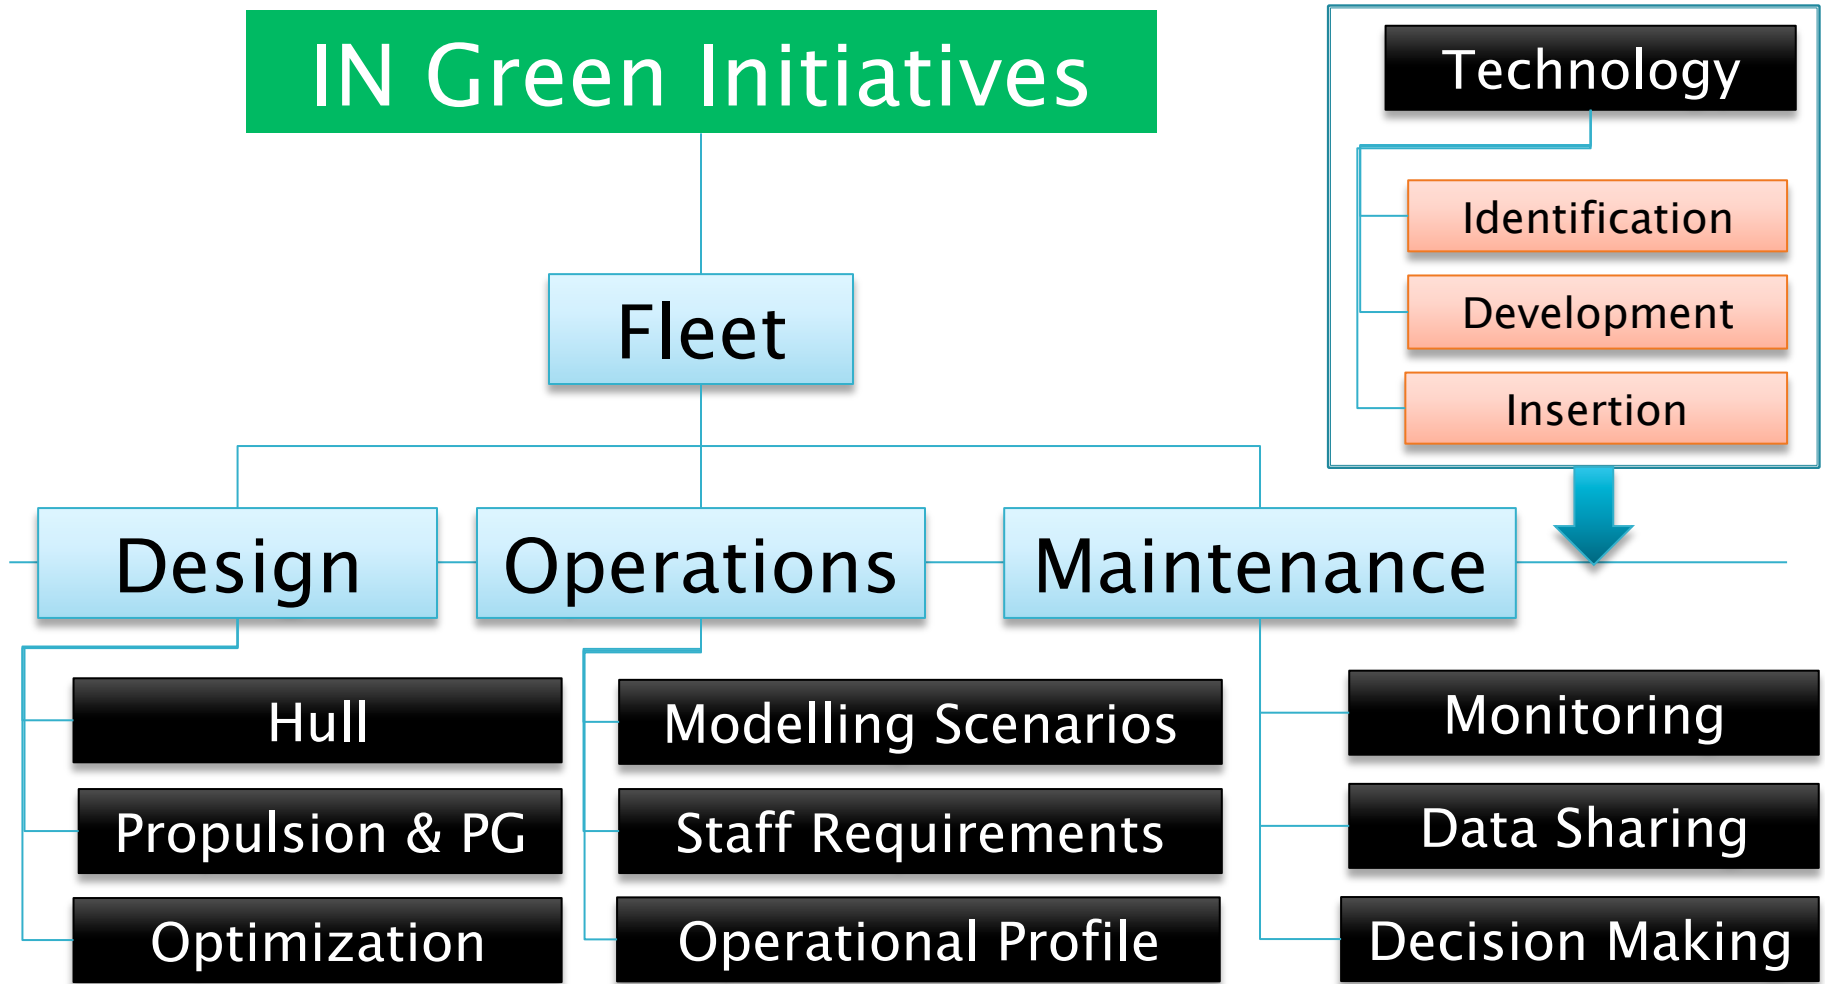 IN Green Initiatives
Technology
Identification
Development
Insertion
Fleet
Design
Operations
Maintenance
Hull
Propulsion & PG
Optimization
Modelling Scenarios
Staff Requirements
Operational Profile
Monitoring
Data Sharing
Decision Making